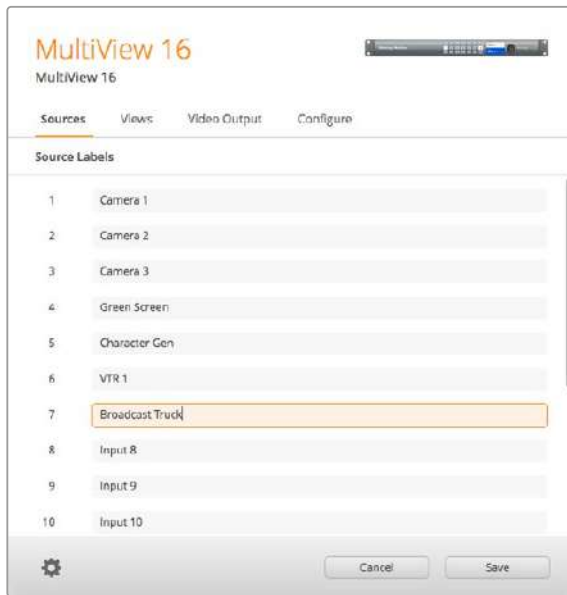 MultiView 16
MultiView 16
Sources Views Video Output Configure
Source Labels
1 Camera 1
2 Camera 2
3 Camera 3
4 Green Screen
5 Character Gen
6 VTR 1
7 Broadcast Truck
8 Input 8
9 Input 9
10 Input 10
Cancel Save